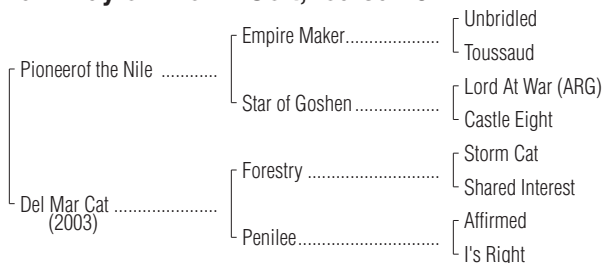 Unbridled
Empire Maker...................
Toussaud
Pioneerof the Nile ............
Lord At War (ARG)
Star of Goshen ..................
Castle Eight
Storm Cat
Forestry ............................
Shared Interest
Del Mar Cat ......................
(2003)
Affirmed
Penilee..............................
I's Right